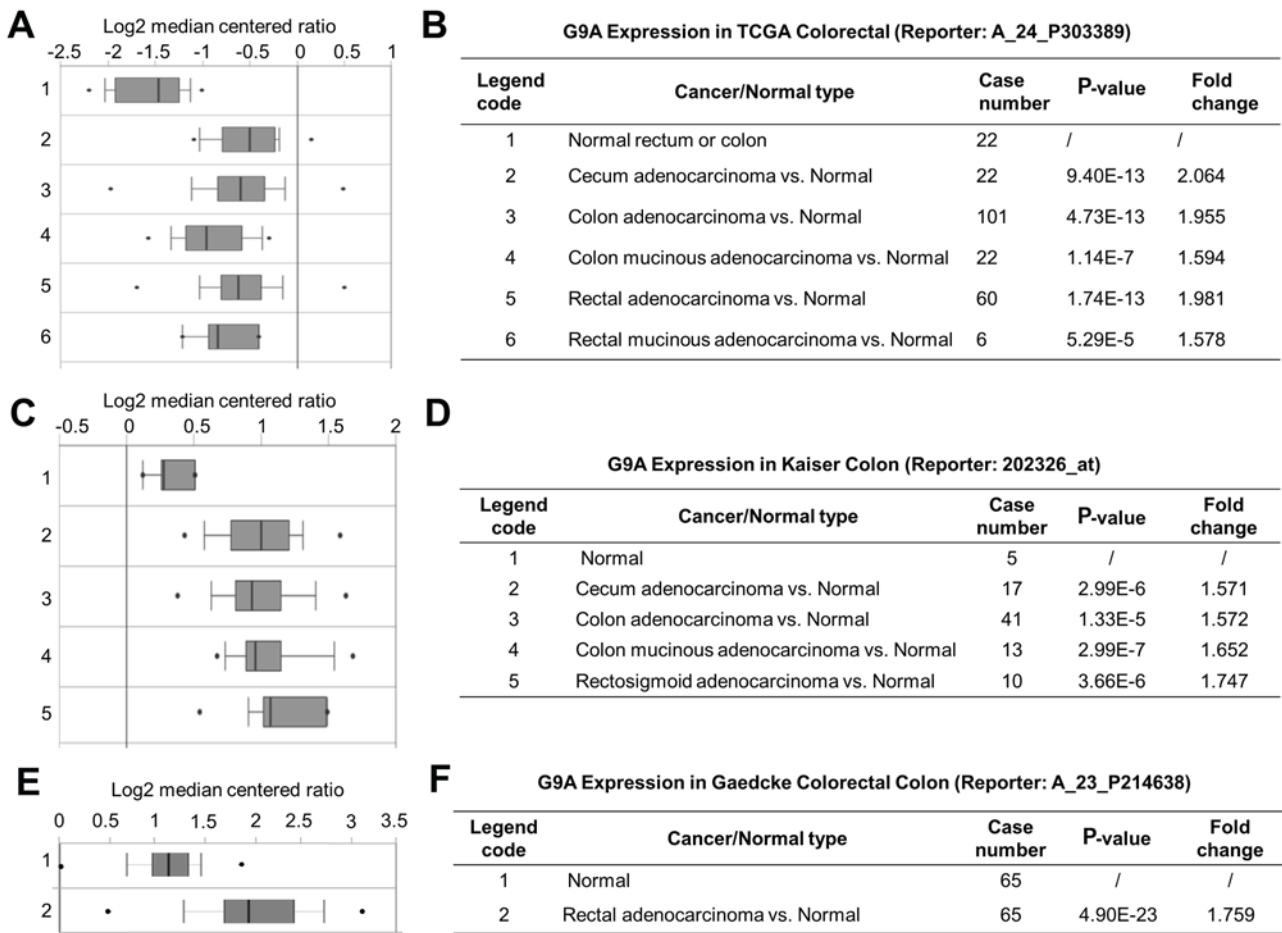 A
Log2 median centered ratio
-2.5 -2 -1.5 -1 -0.5 0 0.5 1
1
2
3
4
5
6
B
G9A Expression in TCGA Colorectal (Reporter: A_24_P303389)
Legend code Cancer/Normal type Case number P-value Fold change
1 Normal rectum or colon 22 / /
2 Cecum adenocarcinoma vs. Normal 22 9.40E-13 2.064
3 Colon adenocarcinoma vs. Normal 101 4.73E-13 1.955
4 Colon mucinous adenocarcinoma vs. Normal 22 1.14E-7 1.594
5 Rectal adenocarcinoma vs. Normal 60 1.74E-13 1.981
6 Rectal mucinous adenocarcinoma vs. Normal 6 5.29E-5 1.578
C
Log2 median centered ratio
-0.5 0 0.5 1 1.5 2
1
2
3
4
5
D
G9A Expression in Kaiser Colon (Reporter: 202326_at)
Legend code Cancer/Normal type Case number P-value Fold change
1 Normal 5 / /
2 Cecum adenocarcinoma vs. Normal 17 2.99E-6 1.571
3 Colon adenocarcinoma vs. Normal 41 1.33E-5 1.572
4 Colon mucinous adenocarcinoma vs. Normal 13 2.99E-7 1.652
5 Rectosigmoid adenocarcinoma vs. Normal 10 3.66E-6 1.747
E
Log2 median centered ratio
0 0.5 1 1.5 2 2.5 3 3.5
1
2
F
G9A Expression in Gaedcke Colorectal Colon (Reporter: A_23_P214638)
Legend code Cancer/Normal type Case number P-value Fold change
1 Normal 65 / /
2 Rectal adenocarcinoma vs. Normal 65 4.90E-23 1.759